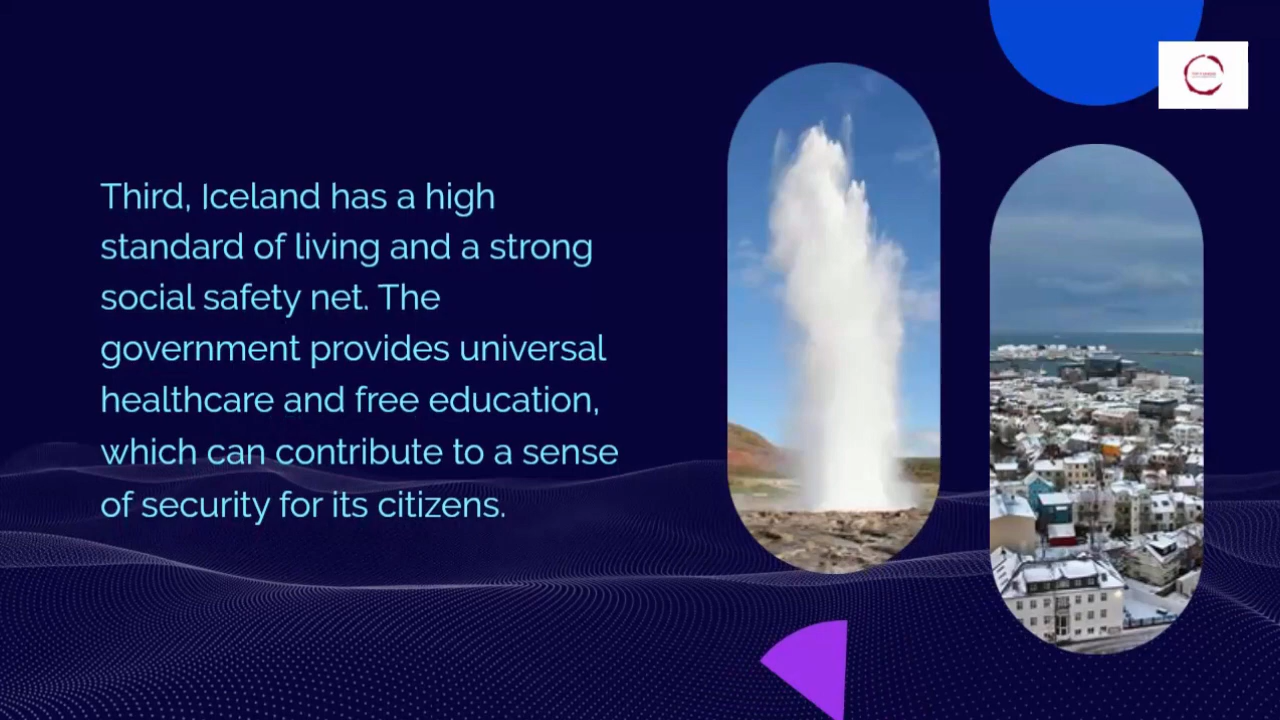 Third, Iceland has a high
standard of living and a strong
social safety net. The
government provides universal
healthcare and free education,
which can contribute to a sense
of security for its citizens.